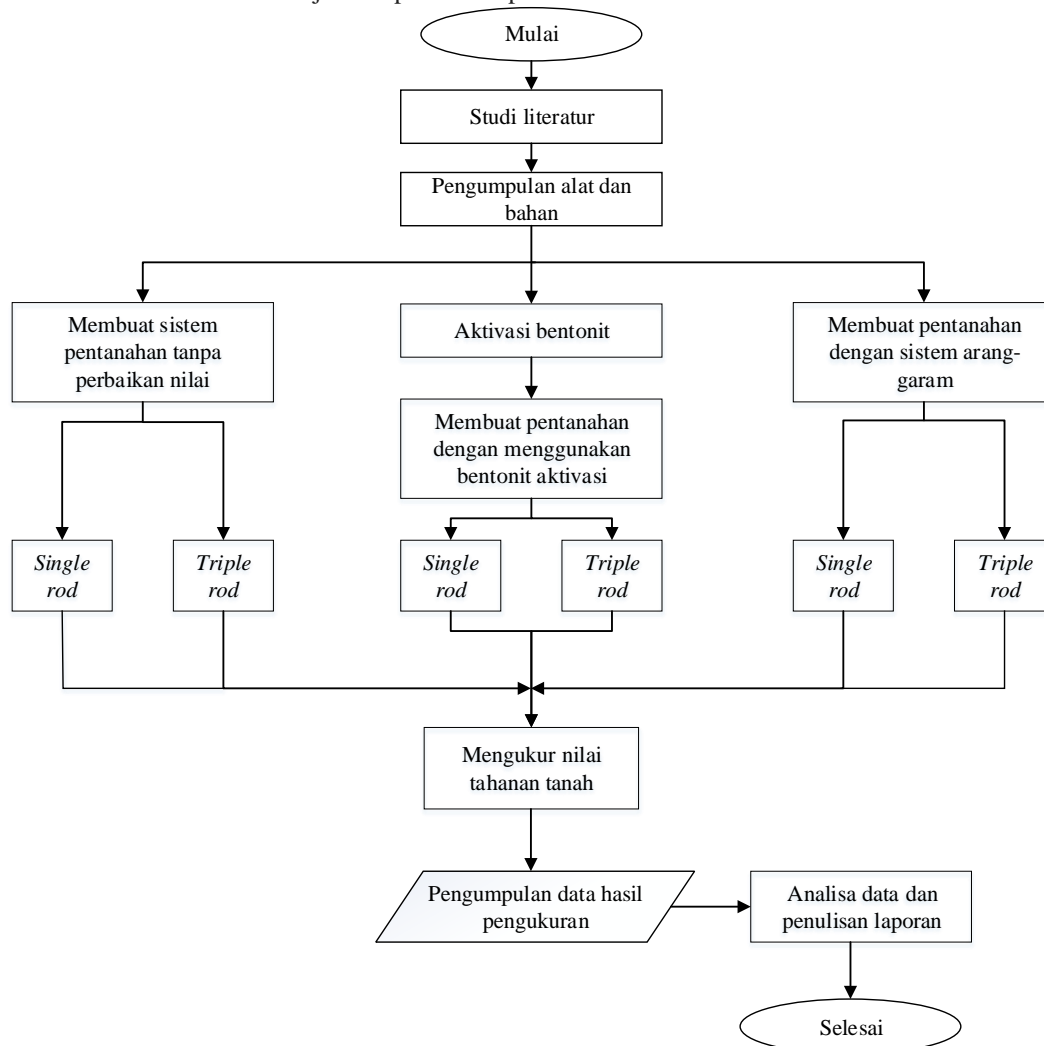 Mulai
Studi literatur
Pengumpulan alat dan
bahan
Membuat sistem
pentanahan tanpa
perbaikan nilai
Aktivasi bentonit
Membuat pentanahan
dengan sistem arang-
garam
Membuat pentanahan
dengan menggunakan
bentonit aktivasi
Single
rod
Triple
rod
Single
rod
Triple
rod
Single
rod
Triple
rod
Mengukur nilai
tahanan tanah
Pengumpulan data hasil
pengukuran
Analisa data dan
penulisan laporan
Selesai